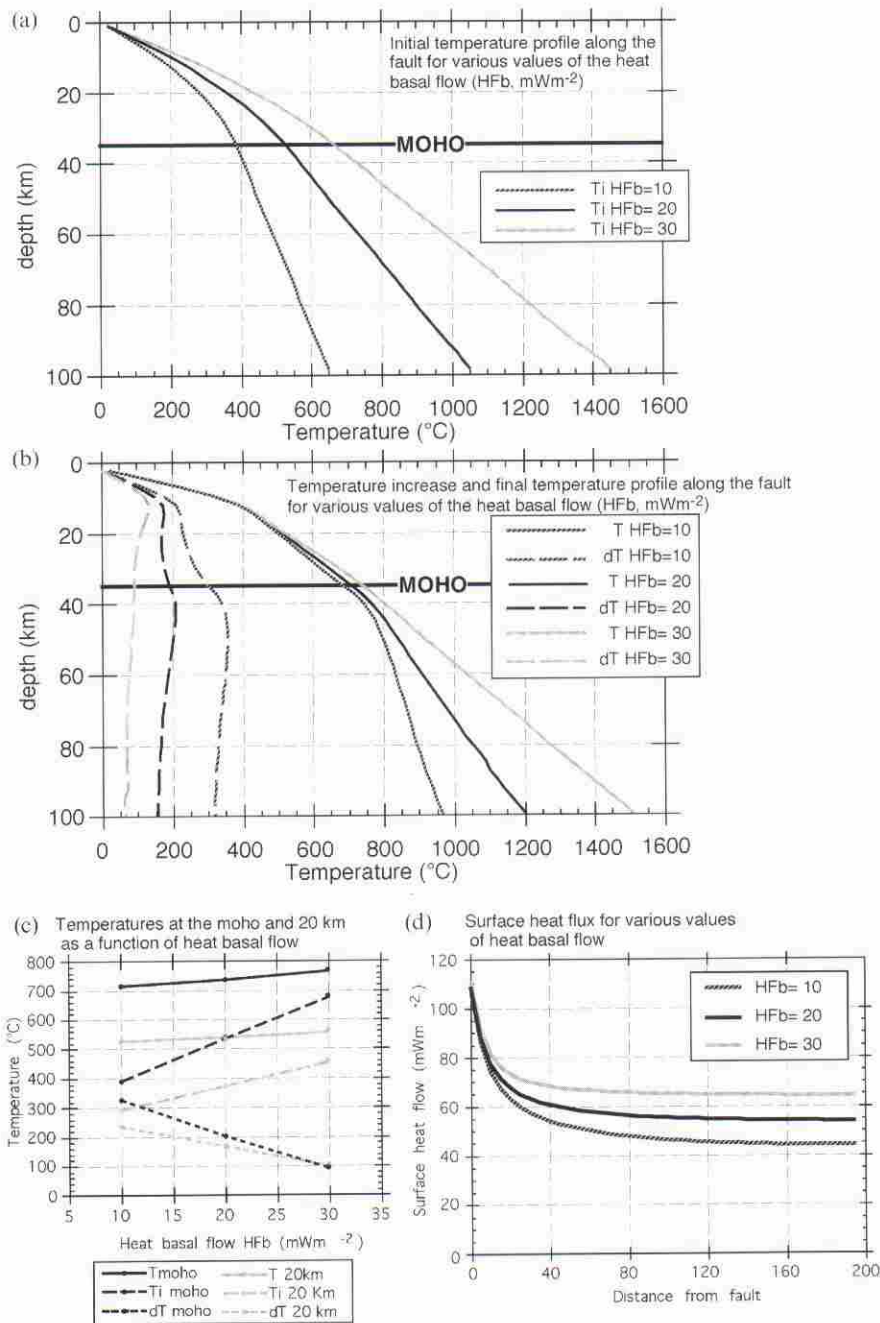 (a)
0
20
40
60
80
100
depth (km)
Initial temperature profile along the
fault for various values of the heat
basal flow (HFb, mWm-2)
MOHO
Ti HFb=10
Ti HFb= 20
Ti HFb= 30
0 200 400 600 800 1000 1200 1400 1600
Temperature (°C)
(b)
0
20
40
60
80
100
depth (km)
Temperature increase and final temperature profile along the fault
for various values of the heat basal flow (HFb, mWm-2)
MOHO
T HFb=10
dT HFb=10
T HFb= 20
dT HFb= 20
T HFb= 30
dT HFb= 30
0 200 400 600 800 1000 1200 1400 1600
Temperature (°C)
(c) Temperatures at the moho and 20 km
as a function of heat basal flow
800
700
600
500
400
300
200
100
0
Temperature (°C)
5 10 15 20 25 30 35
Heat basal flow HFb (mWm -2)
Tmoho
Ti moho
dT moho
T 20km
Ti 20 Km
dT 20 km
(d) Surface heat flux for various values
of heat basal flow
120
100
80
60
40
20
0
Surface heat flow (mWm -2)
HFb= 10
HFb= 20
HFb= 30
0 40 80 120 160 200
Distance from fault